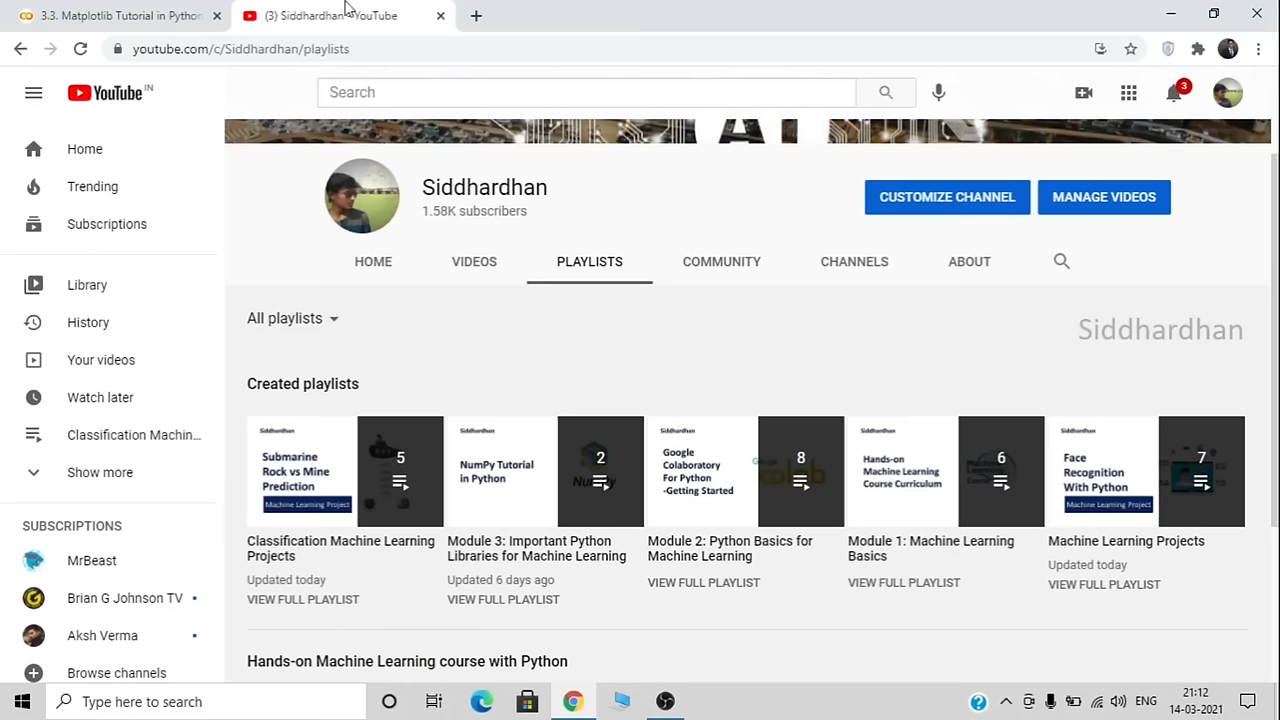 3.3. Matplotlib Tutorial in Python
(3) Siddhardhan - YouTube
youtube.com/c/Siddhardhan/playlists
YouTube IN
Search
3
Home
Trending
Subscriptions
Library
History
Your videos
Watch later
Classification Machin...
Show more
SUBSCRIPTIONS
MrBeast
Brian G Johnson TV
Aksh Verma
Browse channels
Siddhardhan
1.58K subscribers
CUSTOMIZE CHANNEL
MANAGE VIDEOS
HOME
VIDEOS
PLAYLISTS
COMMUNITY
CHANNELS
ABOUT
All playlists
Siddhardhan
Created playlists
Siddhardhan
Submarine
Rock vs Mine
Prediction
Machine Learning Project
5
Classification Machine Learning
Projects
Updated today
VIEW FULL PLAYLIST
Siddhardhan
NumPy Tutorial
in Python
2
Module 3: Important Python
Libraries for Machine Learning
Updated 6 days ago
VIEW FULL PLAYLIST
Siddhardhan
Google
Colaboratory
For Python
-Getting Started
8
Module 2: Python Basics for
Machine Learning
VIEW FULL PLAYLIST
Siddhardhan
Hands-on
Machine Learning
Course Curriculum
6
Module 1: Machine Learning
Basics
VIEW FULL PLAYLIST
Siddhardhan
Face
Recognition
With Python
Machine Learning Project
7
Machine Learning Projects
Updated today
VIEW FULL PLAYLIST
Hands-on Machine Learning course with Python
Type here to search
ENG
21:12
14-03-2021